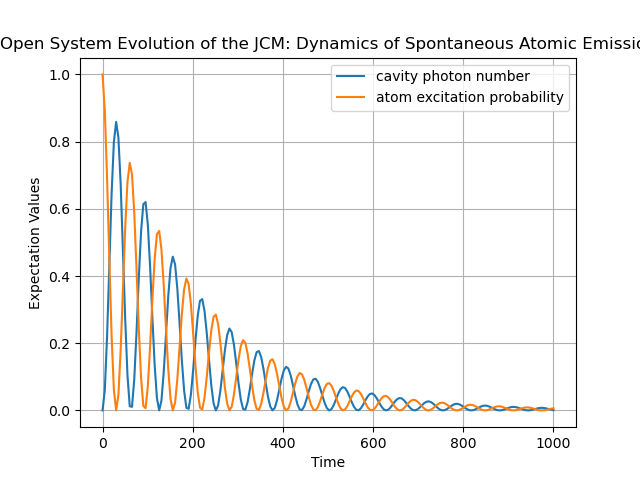 Open System Evolution of the JCM: Dynamics of Spontaneous Atomic Emissio
cavity photon number
atom excitation probability
Expectation Values
1.0
0.8
0.6
0.4
0.2
0.0
0 200 400 600 800 1000
Time